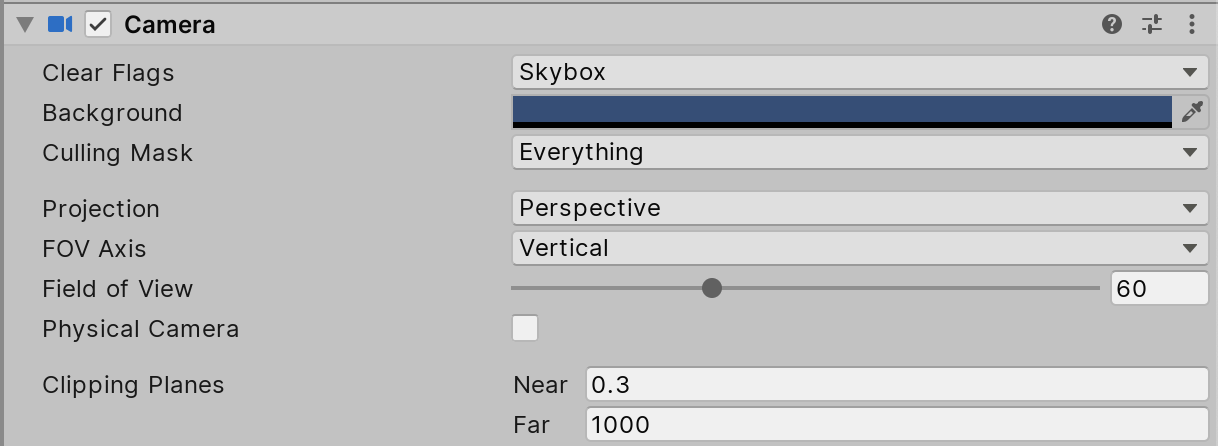 Camera
Clear Flags Skybox
Background
Culling Mask Everything
Projection Perspective
FOV Axis Vertical
Field of View 60
Physical Camera
Clipping Planes Near 0.3
Far 1000